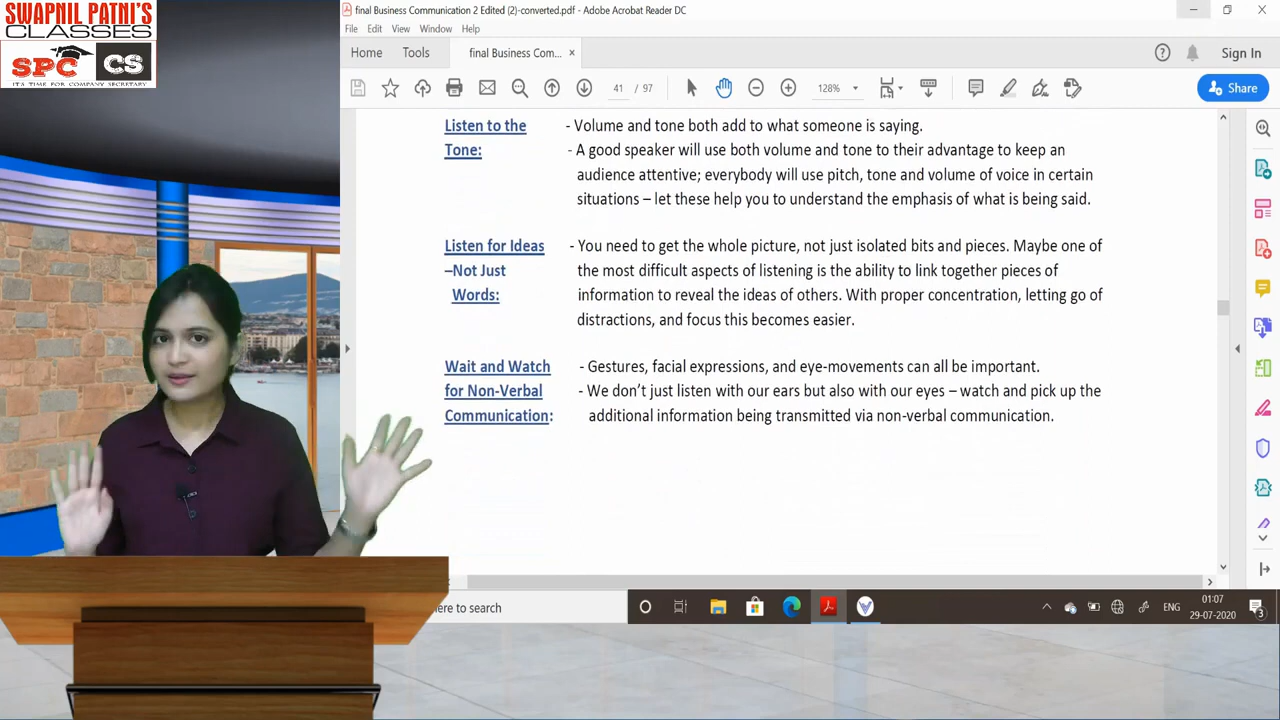 SWAPNIL PATNI'S
CLASSES
SPC CS
IT'S TIME FOR COMPANY SECRETARY
final Business Communication 2 Edited (2)-converted.pdf - Adobe Acrobat Reader DC
File Edit View Window Help
Home Tools final Business Com... × Sign In
41 / 97 128% Share
Listen to the - Volume and tone both add to what someone is saying.
Tone: - A good speaker will use both volume and tone to their advantage to keep an
audience attentive; everybody will use pitch, tone and volume of voice in certain
situations – let these help you to understand the emphasis of what is being said.
Listen for Ideas - You need to get the whole picture, not just isolated bits and pieces. Maybe one of
–Not Just the most difficult aspects of listening is the ability to link together pieces of
Words: information to reveal the ideas of others. With proper concentration, letting go of
distractions, and focus this becomes easier.
Wait and Watch - Gestures, facial expressions, and eye-movements can all be important.
for Non-Verbal - We don't just listen with our ears but also with our eyes – watch and pick up the
Communication: additional information being transmitted via non-verbal communication.
ere to search
ENG
01:07
29-07-2020
3